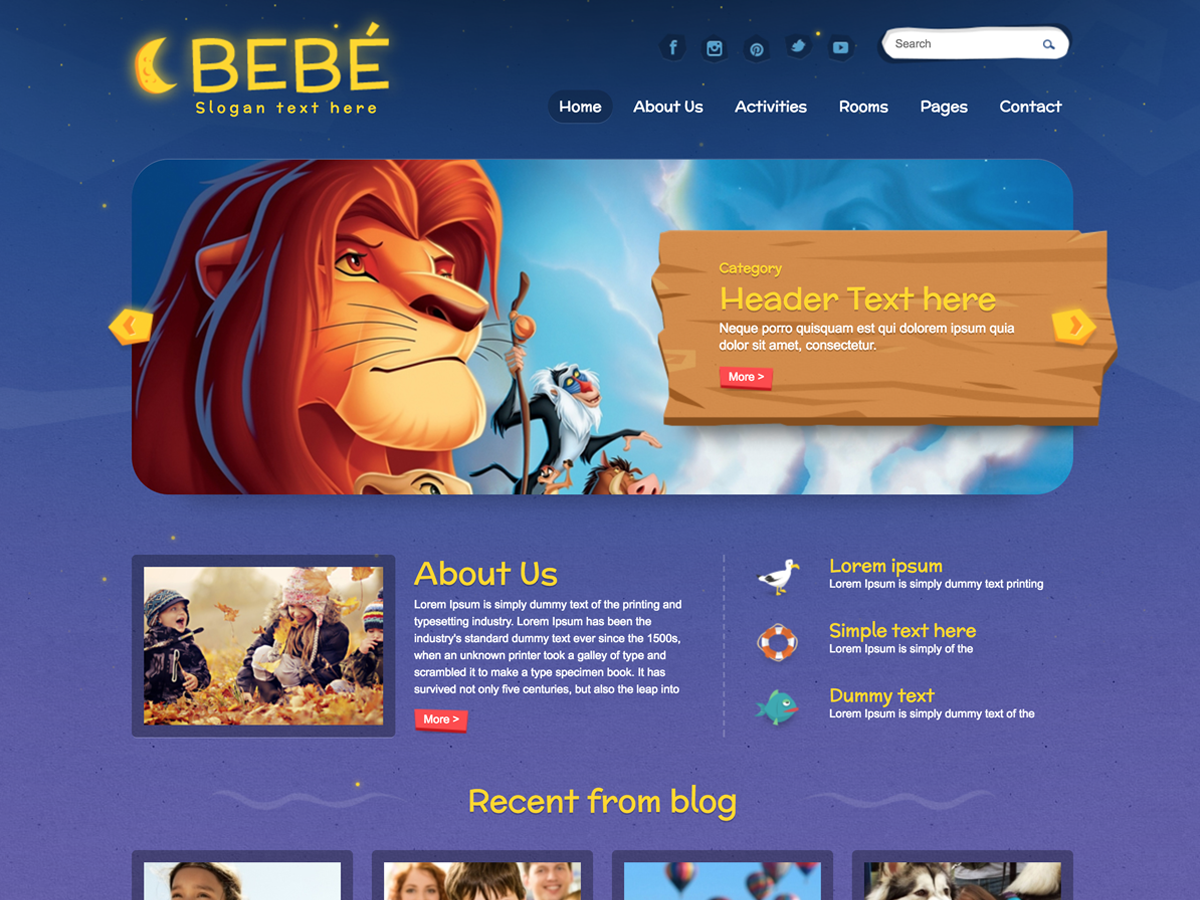 BEBÉ
Slogan text here
Search
Home About Us Activities Rooms Pages Contact
Category
Header Text here
Neque porro quisquam est qui dolorem ipsum quia
dolor sit amet, consectetur.
More >
About Us
Lorem Ipsum is simply dummy text of the printing and
typesetting industry. Lorem Ipsum has been the
industry's standard dummy text ever since the 1500s,
when an unknown printer took a galley of type and
scrambled it to make a type specimen book. It has
survived not only five centuries, but also the leap into
More >
Lorem ipsum
Lorem Ipsum is simply dummy text printing
Simple text here
Lorem Ipsum is simply of the
Dummy text
Lorem Ipsum is simply dummy text of the
Recent from blog